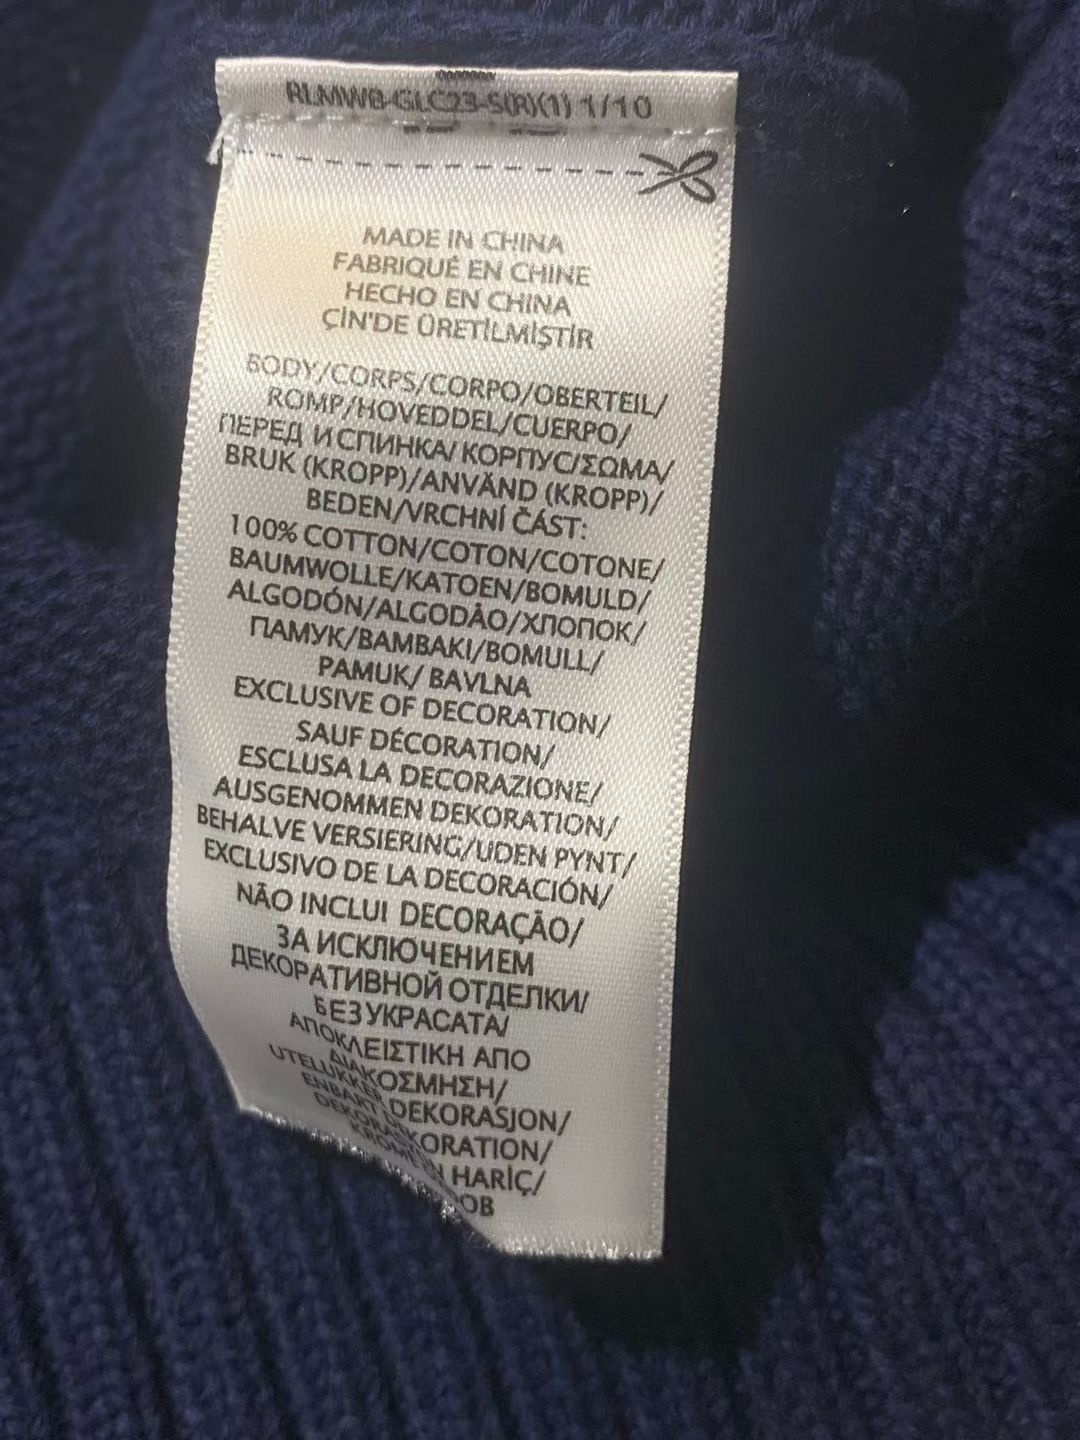 RLMWB-GLC23-S(R)(1) 1/10
MADE IN CHINA
FABRIQUÉ EN CHINE
HECHO EN CHINA
ÇİN'DE ÜRETİLMİŞTİR
BODY/CORPS/CORPO/OBERTEIL/
ROMP/HOVEDDEL/CUERPO/
ПЕРЕД И СПИНКА/ КОРПУС/ΣΩΜΑ/
BRUK (KROPP)/ANVÄND (KROPP)/
BEDEN/VRCHNÍ ČÁST:
100% COTTON/COTON/COTONE/
BAUMWOLLE/KATOEN/BOMULD/
ALGODÓN/ALGODÃO/ХЛОПОК/
ПАМУК/BAMBAKI/BOMULL/
PAMUK/ BAVLNA
EXCLUSIVE OF DECORATION/
SAUF DÉCORATION/
ESCLUSA LA DECORAZIONE/
AUSGENOMMEN DEKORATION/
BEHALVE VERSIERING/UDEN PYNT/
EXCLUSIVO DE LA DECORACIÓN/
NÃO INCLUI DECORAÇÃO/
ЗА ИСКЛЮЧЕНИЕМ
ДЕКОРАТИВНОЙ ОТДЕЛКИ/
БЕЗ УКРАСАТА/
ΑΠΟΚΛΕΙΣΤΙΚΗ ΑΠΟ
ΔΙΑΚΟΣΜΗΣΗ/
UTELUKKER DEKORASJON/
ENBART
HARİÇ/